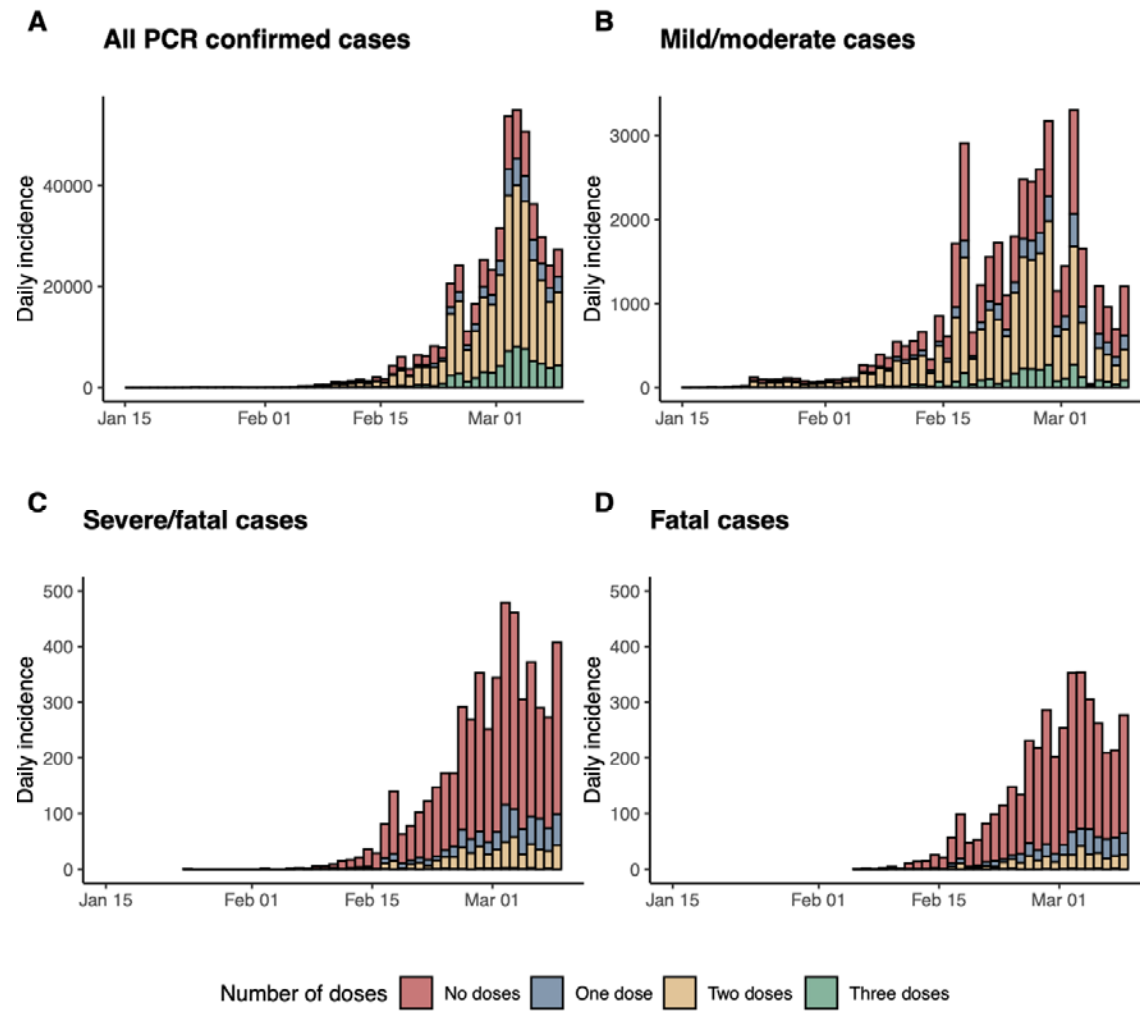 A
All PCR confirmed cases
Daily incidence
40000
20000
0
Jan 15 Feb 01 Feb 15 Mar 01
B
Mild/moderate cases
Daily incidence
3000
2000
1000
0
Jan 15 Feb 01 Feb 15 Mar 01
C
Severe/fatal cases
Daily incidence
500
400
300
200
100
0
Jan 15 Feb 01 Feb 15 Mar 01
D
Fatal cases
Daily incidence
500
400
300
200
100
0
Jan 15 Feb 01 Feb 15 Mar 01
Number of doses No doses One dose Two doses Three doses